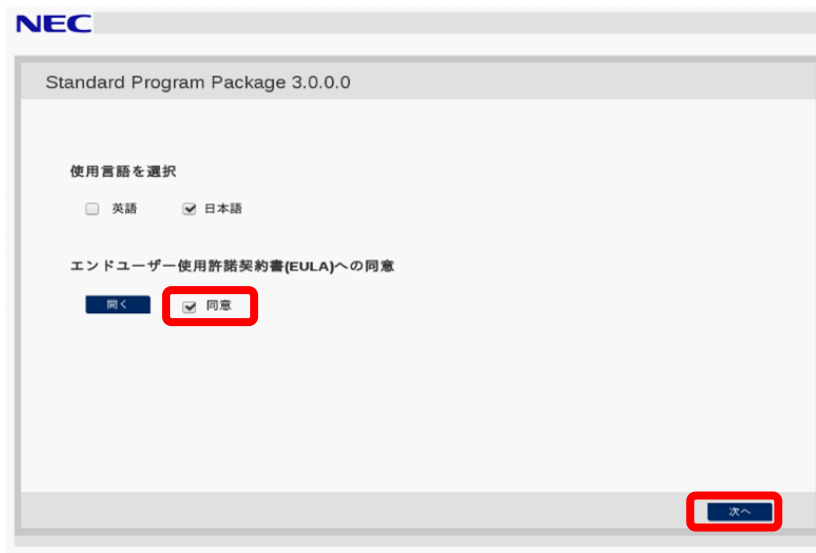 NEC
Standard Program Package 3.0.0.0
使用言語を選択
英語 日本語
エンドユーザー使用許諾契約書(EULA)への同意
開く 同意
次へ